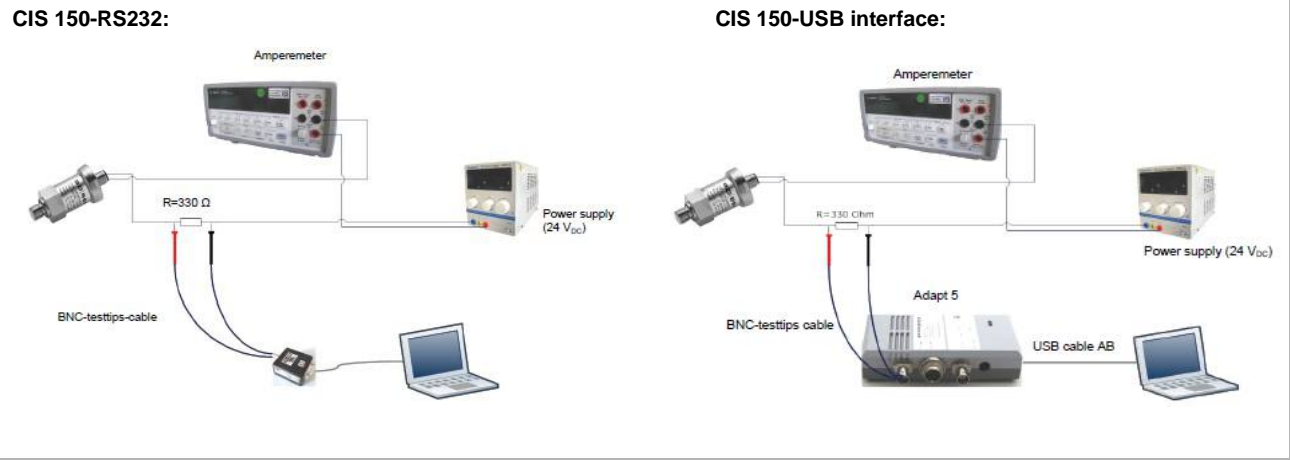 CIS 150-RS232:
Amperemeter
R=330 Ω
Power supply
(24 VDC)
BNC-testtips-cable
CIS 150-USB interface:
Amperemeter
R=330 Ohm
Power supply (24 VDC)
Adapt 5
BNC-testtips cable
USB cable AB